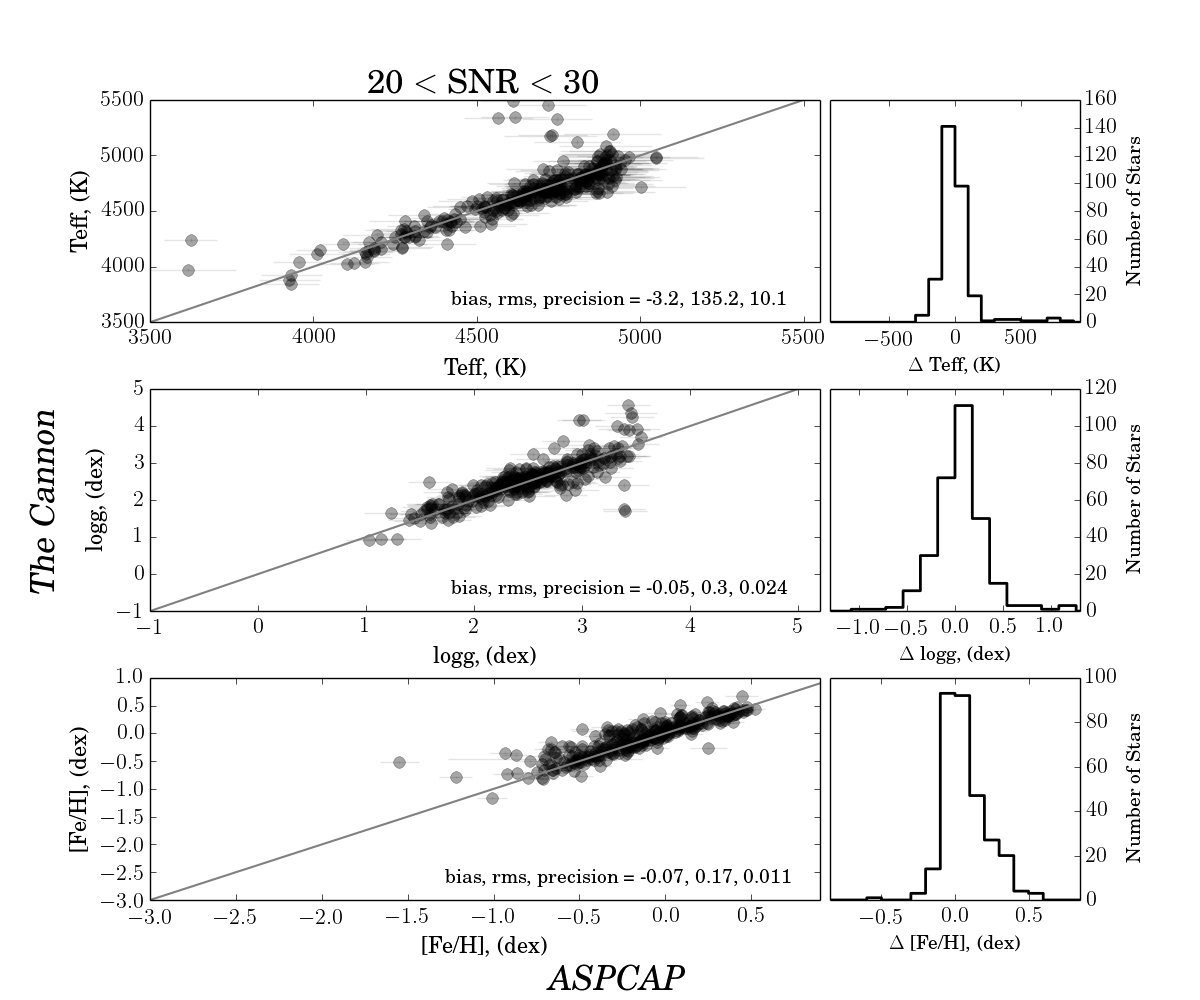 20 < SNR < 30
5500
5000
4500
4000
3500
Teff, (K)
bias, rms, precision = -3.2, 135.2, 10.1
3500 4000 4500 5000 5500
Teff, (K)
160
140
120
100
80
60
40
20
0
Number of Stars
−500 0 500
Δ Teff, (K)
The Cannon
5
4
3
2
1
0
−1
logg, (dex)
bias, rms, precision = -0.05, 0.3, 0.024
−1 0 1 2 3 4 5
logg, (dex)
120
100
80
60
40
20
0
Number of Stars
−1.0 −0.5 0.0 0.5 1.0
Δ logg, (dex)
1.0
0.5
0.0
−0.5
−1.0
−1.5
−2.0
−2.5
−3.0
[Fe/H], (dex)
bias, rms, precision = -0.07, 0.17, 0.011
−3.0 −2.5 −2.0 −1.5 −1.0 −0.5 0.0 0.5
[Fe/H], (dex)
100
80
60
40
20
0
Number of Stars
−0.5 0.0 0.5
Δ [Fe/H], (dex)
ASPCAP